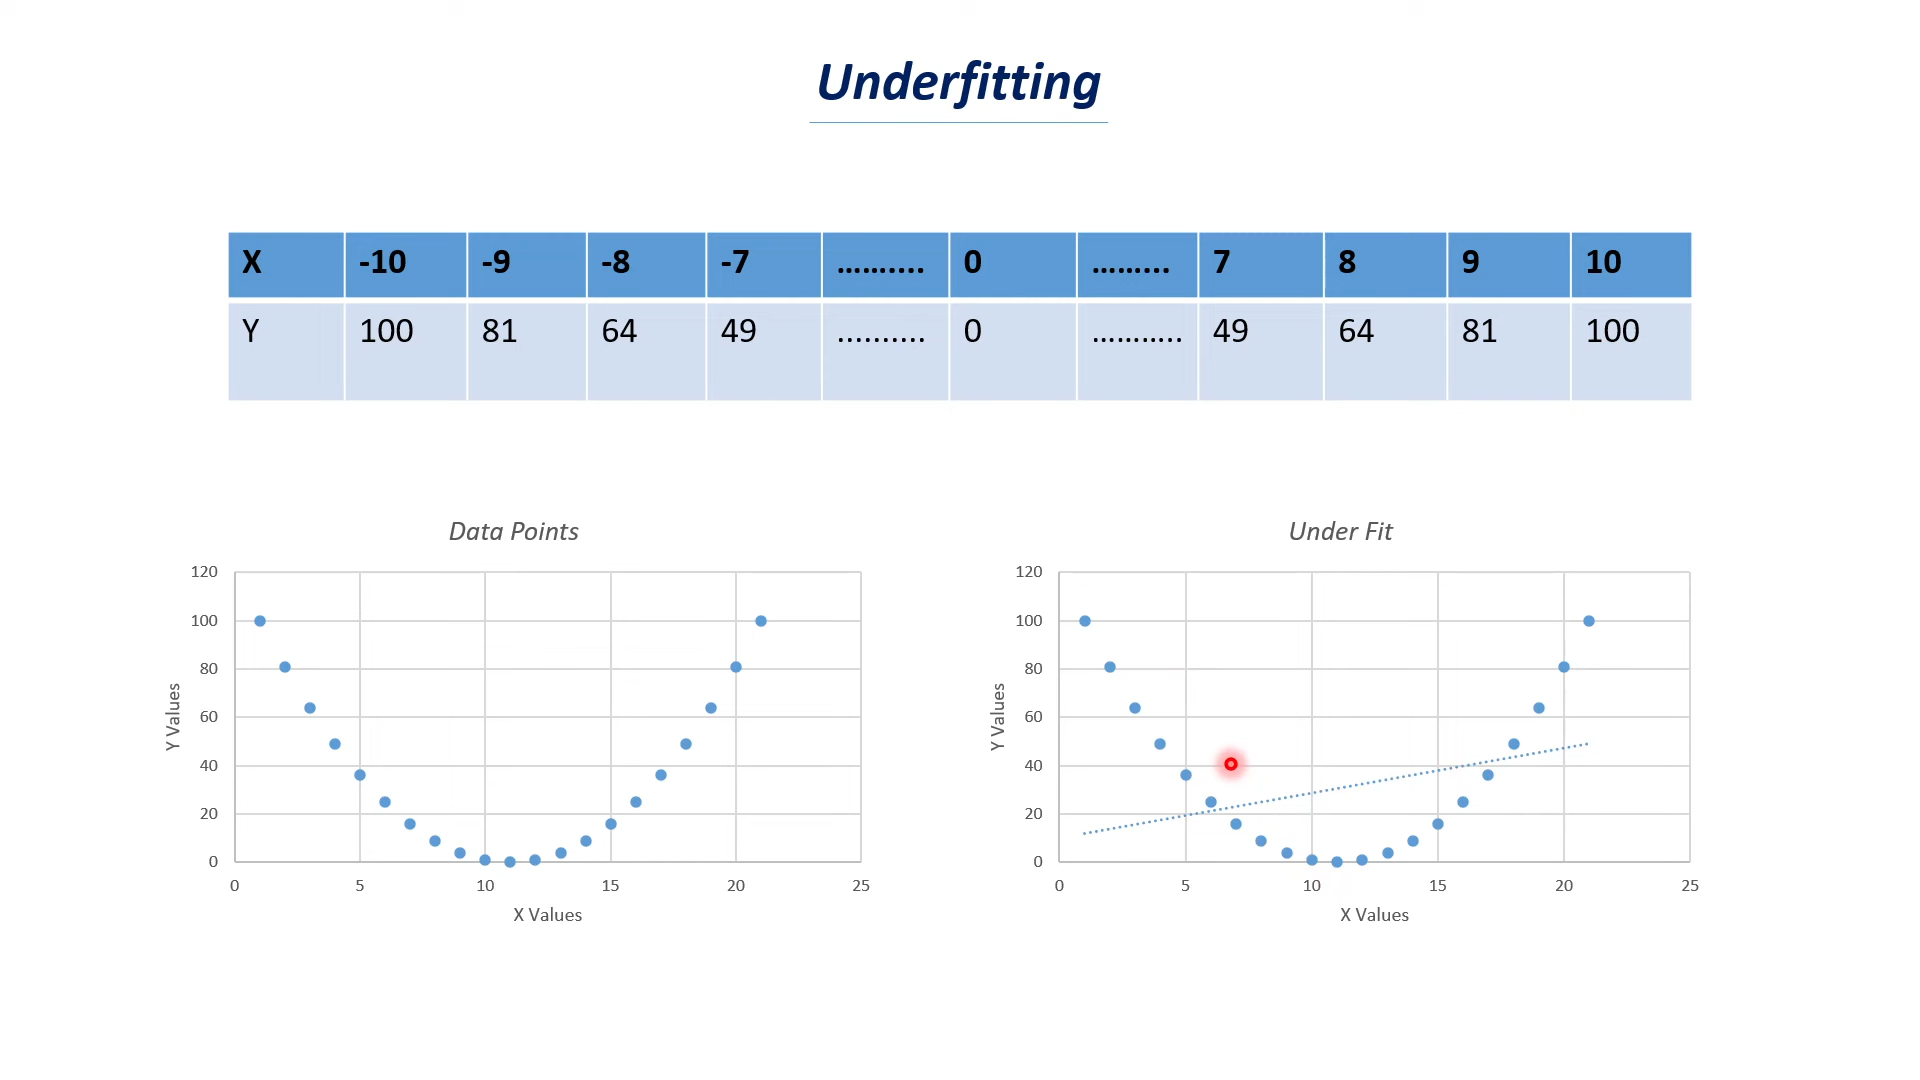 Underfitting
X -10 -9 -8 -7 .......... 0 ......... 7 8 9 10
Y 100 81 64 49 .......... 0 ........... 49 64 81 100
Data Points
120
100
80
60
40
20
0
Y Values
0 5 10 15 20 25
X Values
Under Fit
120
100
80
60
40
20
0
Y Values
0 5 10 15 20 25
X Values